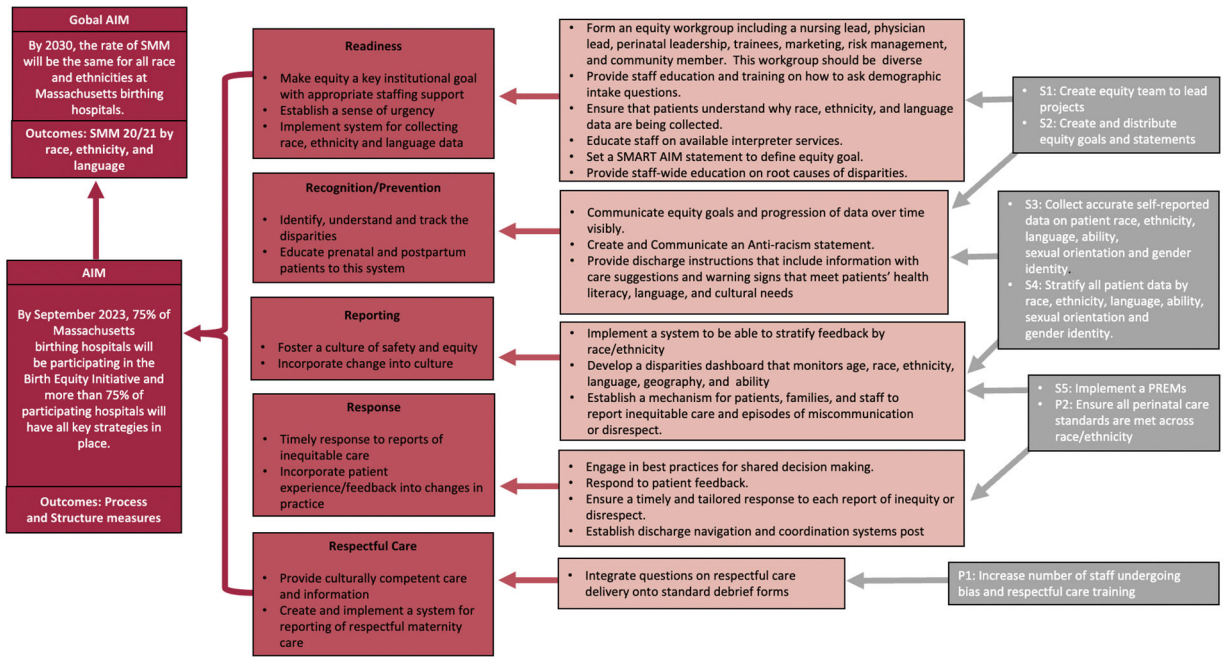 Gobal AIM
By 2030, the rate of SMM
will be the same for all race
and ethnicities at
Massachusetts birthing
hospitals.
Outcomes: SMM 20/21 by
race, ethnicity, and
language
AIM
By September 2023, 75% of
Massachusetts
birthing hospitals will
be participating in the
Birth Equity Initiative and
more than 75% of
participating hospitals will
have all key strategies in
place.
Outcomes: Process
and Structure measures
Readiness
• Make equity a key institutional goal
with appropriate staffing support
• Establish a sense of urgency
• Implement system for collecting
race, ethnicity and language data
Recognition/Prevention
• Identify, understand and track the
disparities
• Educate prenatal and postpartum
patients to this system
Reporting
• Foster a culture of safety and equity
• Incorporate change into culture
Response
• Timely response to reports of
inequitable care
• Incorporate patient
experience/feedback into changes in
practice
Respectful Care
• Provide culturally competent care
and information
• Create and implement a system for
reporting of respectful maternity
care
• Form an equity workgroup including a nursing lead, physician
lead, perinatal leadership, trainees, marketing, risk management,
and community member. This workgroup should be diverse
• Provide staff education and training on how to ask demographic
intake questions.
• Ensure that patients understand why race, ethnicity, and language
data are being collected.
• Educate staff on available interpreter services.
• Set a SMART AIM statement to define equity goal.
• Provide staff-wide education on root causes of disparities.
• Communicate equity goals and progression of data over time
visibly.
• Create and Communicate an Anti-racism statement.
• Provide discharge instructions that include information with
care suggestions and warning signs that meet patients' health
literacy, language, and cultural needs
• Implement a system to be able to stratify feedback by
race/ethnicity
• Develop a disparities dashboard that monitors age, race, ethnicity,
language, geography, and ability
• Establish a mechanism for patients, families, and staff to
report inequitable care and episodes of miscommunication
or disrespect.
• Engage in best practices for shared decision making.
• Respond to patient feedback.
• Ensure a timely and tailored response to each report of inequity or
disrespect.
• Establish discharge navigation and coordination systems post
• Integrate questions on respectful care
delivery onto standard debrief forms
• S1: Create equity team to lead
projects
• S2: Create and distribute
equity goals and statements
• S3: Collect accurate self-reported
data on patient race, ethnicity,
language, ability,
sexual orientation and gender
identity.
• S4: Stratify all patient data by
race, ethnicity, language, ability,
sexual orientation and
gender identity.
• S5: Implement a PREMs
• P2: Ensure all perinatal care
standards are met across
race/ethnicity
P1: Increase number of staff undergoing
bias and respectful care training